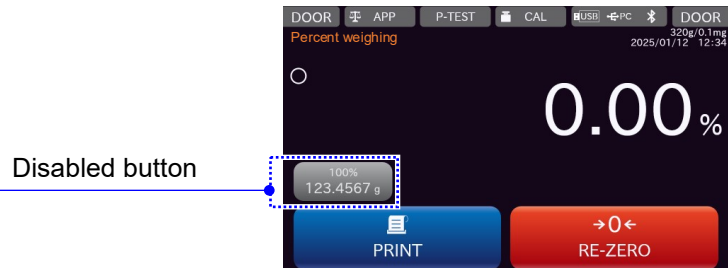 DOOR APP P-TEST CAL USB PC DOOR
Percent weighing
320g/0.1mg
2025/01/12 12:34
0.00 %
Disabled button
100%
123.4567 g
→0←
PRINT RE-ZERO